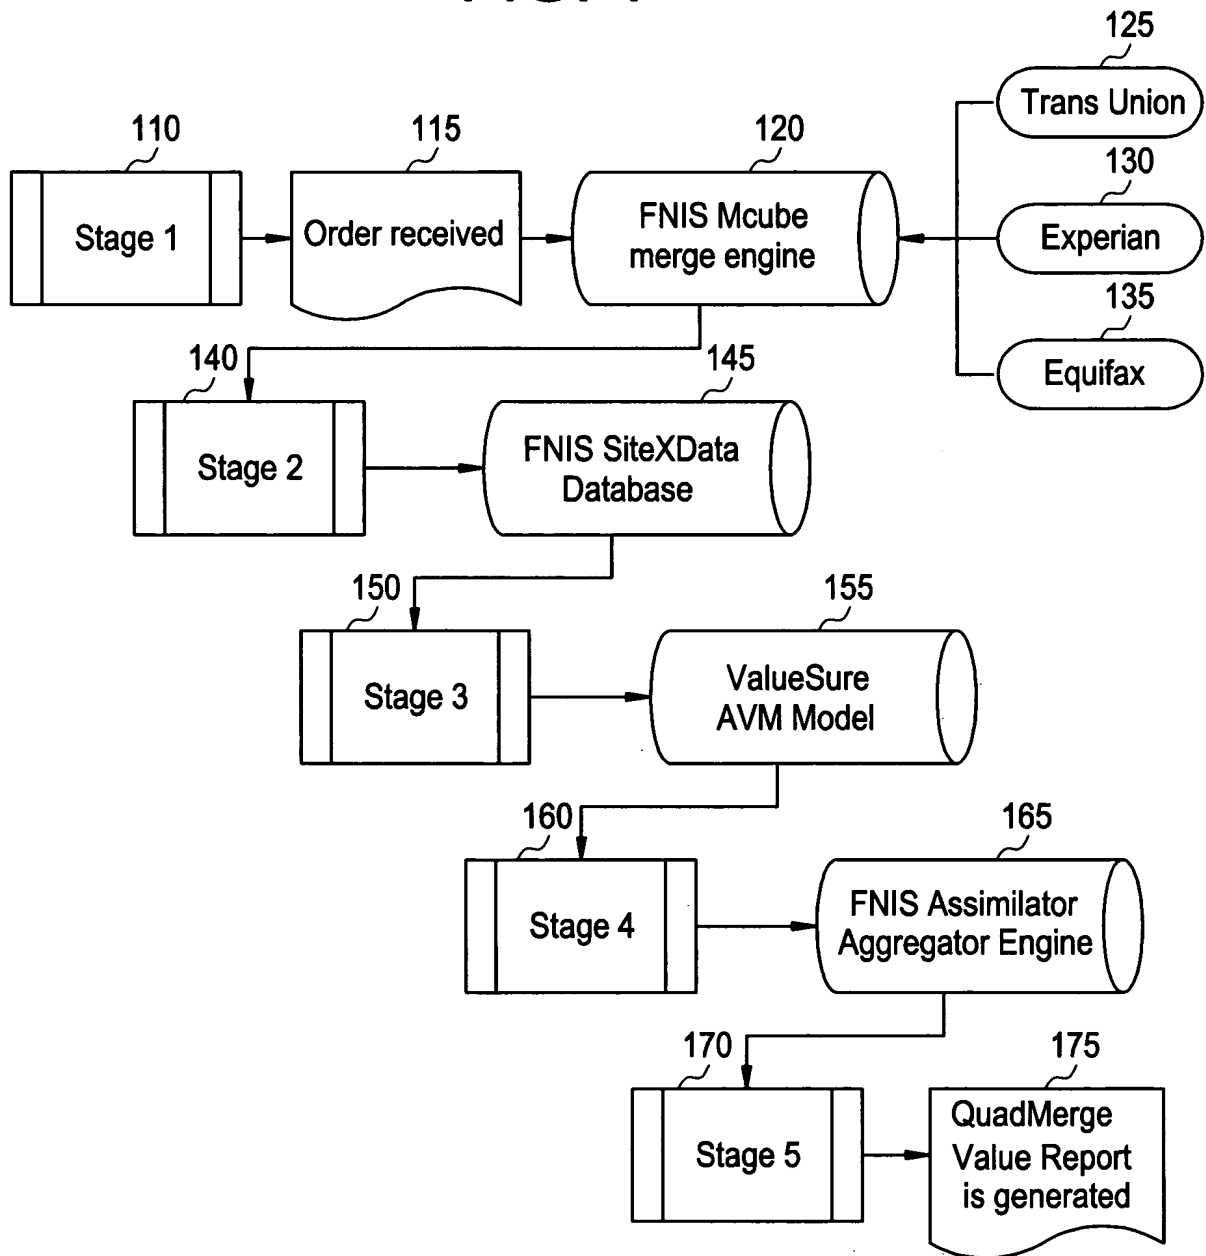 125
Trans Union
110
115
120
130
Stage 1
Order received
FNIS Mcube
merge engine
Experian
135
Equifax
140
145
Stage 2
FNIS SiteXData
Database
150
155
Stage 3
ValueSure
AVM Model
160
165
Stage 4
FNIS Assimilator
Aggregator Engine
170
175
Stage 5
QuadMerge
Value Report
is generated